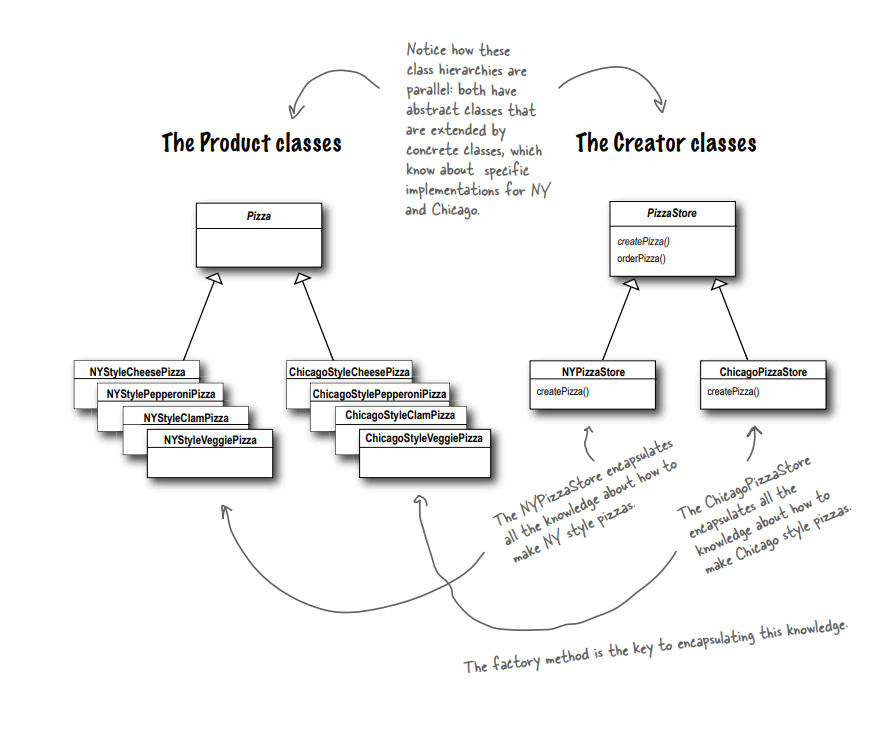 Notice how these
class hierarchies are
parallel: both have
abstract classes that
are extended by
concrete classes, which
know about specific
implementations for NY
and Chicago.
The Product classes
The Creator classes
Pizza
PizzaStore
createPizza()
orderPizza()
NYStyleCheesePizza
NYStylePepperoniPizza
NYStyleClamPizza
NYStyleVeggiePizza
ChicagoStyleCheesePizza
ChicagoStylePepperoniPizza
ChicagoStyleClamPizza
ChicagoStyleVeggiePizza
NYPizzaStore
createPizza()
ChicagoPizzaStore
createPizza()
The NYPizzaStore encapsulates
all the knowledge about how to
make NY style pizzas.
The ChicagoPizzaStore
encapsulates all the
knowledge about how to
make Chicago style pizzas.
The factory method is the key to encapsulating this knowledge.